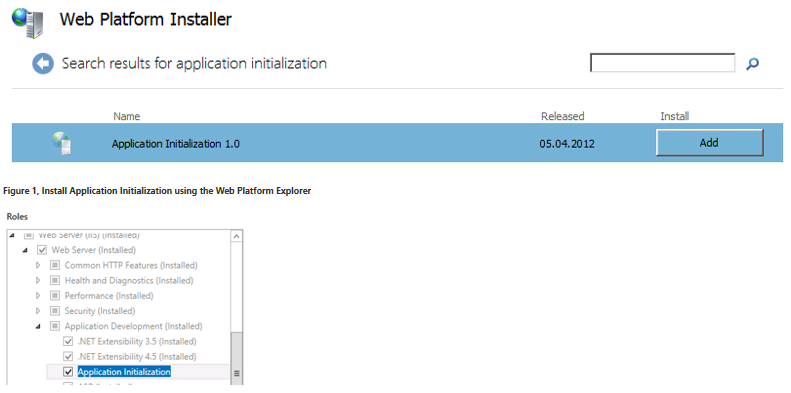 Web Platform Installer
Search results for application initialization
Name Released Install
Application Initialization 1.0 05.04.2012 Add
Figure 1, Install Application Initialization using the Web Platform Explorer
Roles
Web Server (IIS) (Installed)
Web Server (Installed)
Common HTTP Features (Installed)
Health and Diagnostics (Installed)
Performance (Installed)
Security (Installed)
Application Development (Installed)
.NET Extensibility 3.5 (Installed)
.NET Extensibility 4.5 (Installed)
Application Initialization